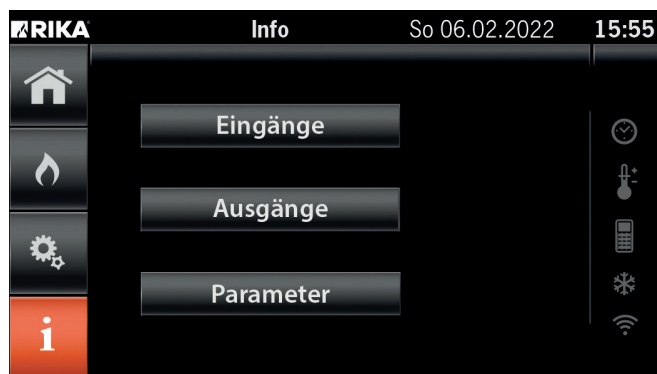 RIKA Info So 06.02.2022 15:55
Eingänge
Ausgänge
Parameter
i